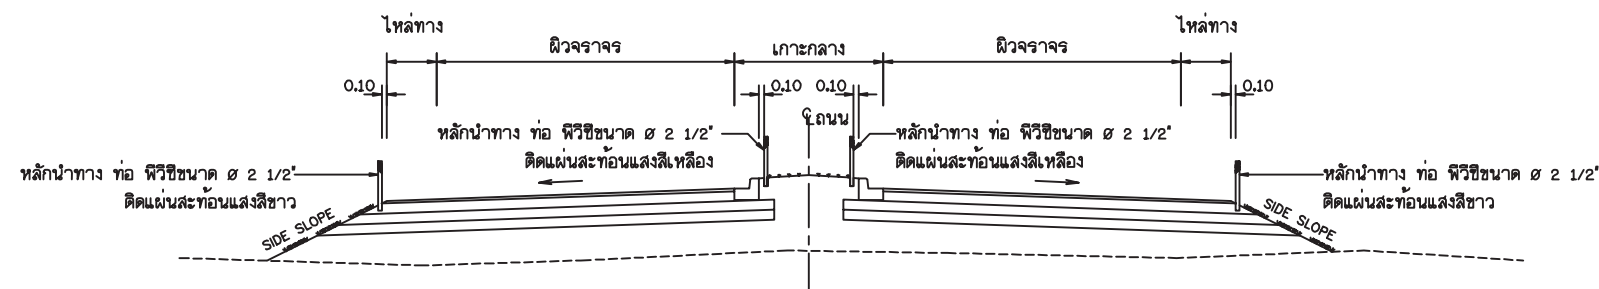 ไหล่ทาง
ไหล่ทาง
ผิวจราจร
เกาะกลาง
ผิวจราจร
0.10
0.10
0.10
0.10
℄ถนน
หลักนำทาง ท่อ พีวีซีขนาด Ø 2 1/2"
ติดแผ่นสะท้อนแสงสีเหลือง
หลักนำทาง ท่อ พีวีซีขนาด Ø 2 1/2"
ติดแผ่นสะท้อนแสงสีเหลือง
หลักนำทาง ท่อ พีวีซีขนาด Ø 2 1/2"
ติดแผ่นสะท้อนแสงสีขาว
หลักนำทาง ท่อ พีวีซีขนาด Ø 2 1/2"
ติดแผ่นสะท้อนแสงสีขาว
SIDE SLOPE
SIDE SLOPE